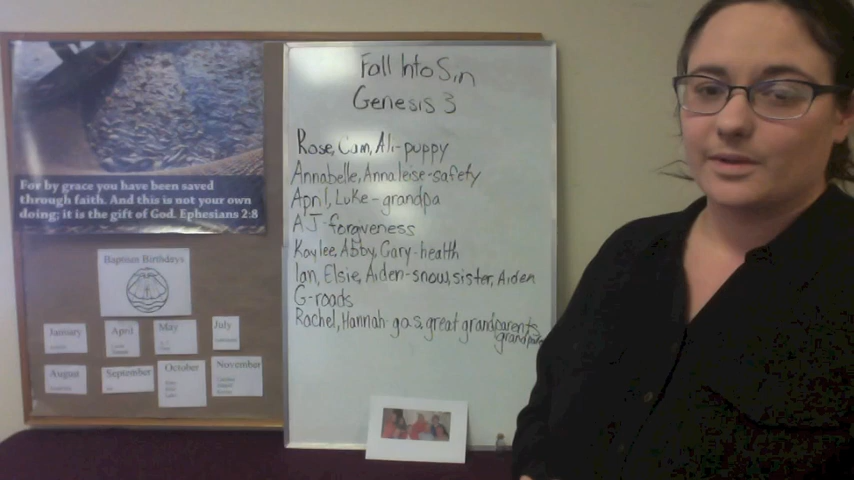 For by grace you have been saved
through faith. And this is not your own
doing; it is the gift of God. Ephesians 2:8
Baptism Birthdays
January
April
May
July
August
September
October
November
Fall Into Sin
Genesis 3
Rose, Cam, Ali-puppy
Annabelle, Annaleise-safety
April, Luke-grandpa
AJ-forgiveness
Kaylee, Abby, Gary-health
Ian, Elsie, Aiden-snow, sister, Aiden
G-roads
Rachel, Hannah-gas, great grandparents,